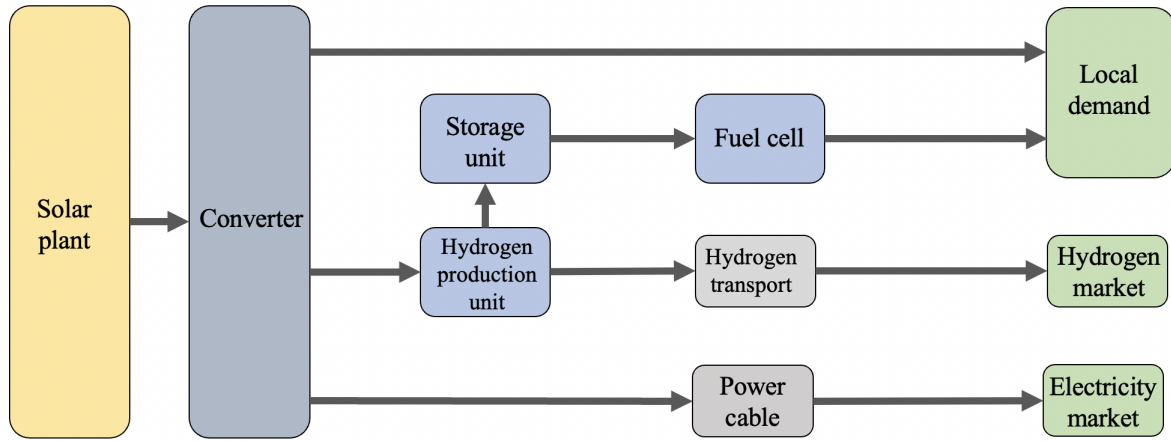 Solar
plant
Converter
Storage
unit
Fuel cell
Local
demand
Hydrogen
production
unit
Hydrogen
transport
Hydrogen
market
Power
cable
Electricity
market